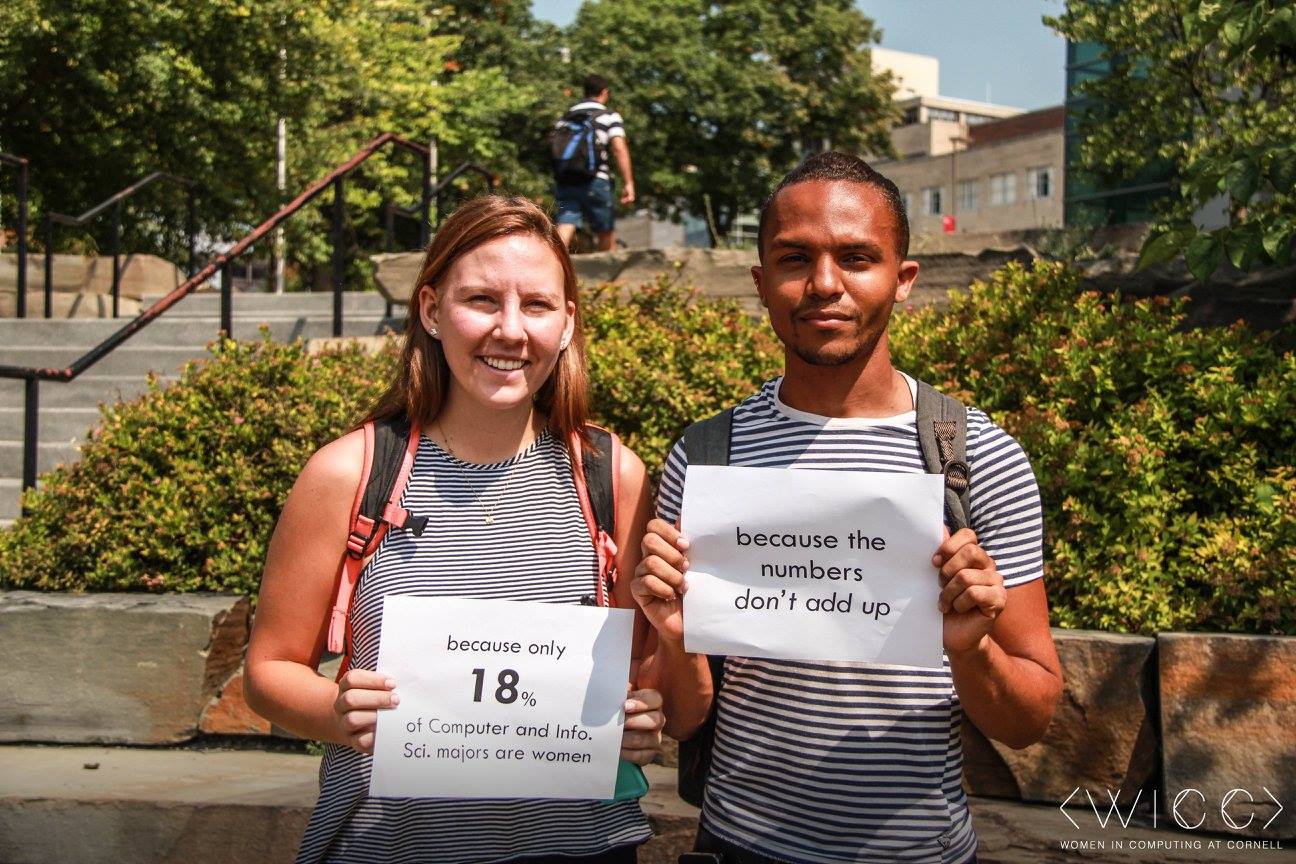 because only
18%
of Computer and Info.
Sci. majors are women
because the
numbers
don't add up
<WICC>
WOMEN IN COMPUTING AT CORNELL